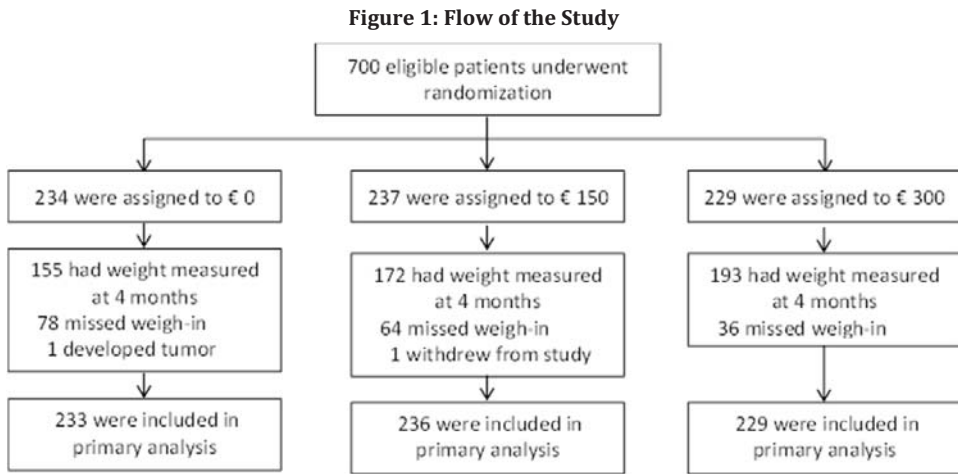 Figure 1: Flow of the Study
700 eligible patients underwent
randomization
234 were assigned to € 0
237 were assigned to € 150
229 were assigned to € 300
155 had weight measured
at 4 months
78 missed weigh-in
1 developed tumor
172 had weight measured
at 4 months
64 missed weigh-in
1 withdrew from study
193 had weight measured
at 4 months
36 missed weigh-in
233 were included in
primary analysis
236 were included in
primary analysis
229 were included in
primary analysis